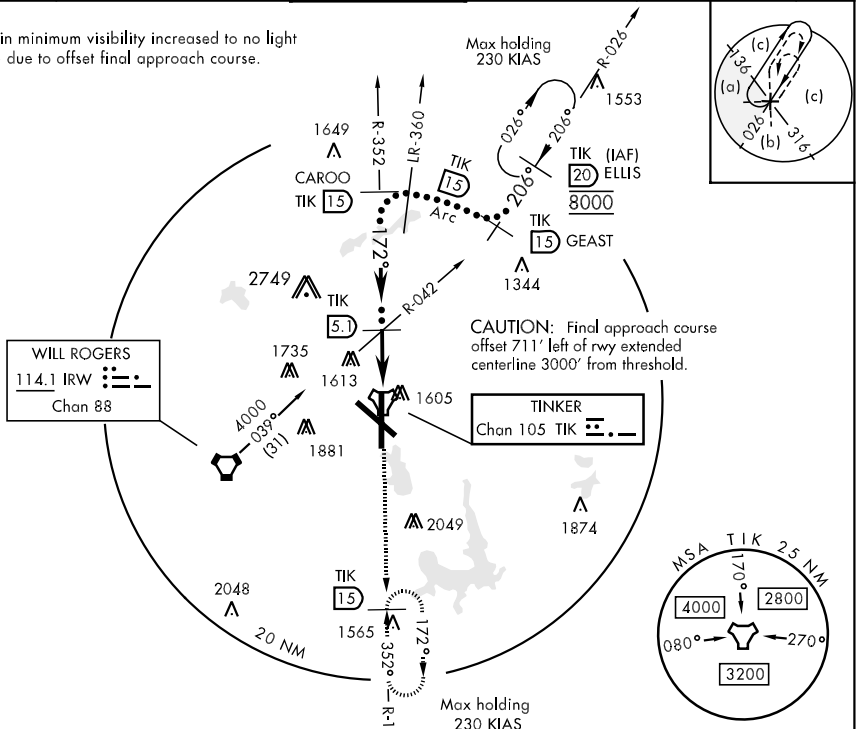 in minimum visibility increased to no light
due to offset final approach course.
Max holding
230 KIAS
R-026
1553
136
(c)
(a)
(c)
026
(b)
316
1649
R-352
LR-360
026°
206°
TIK
15
Arc
206°
TIK (IAF)
20 ELLIS
8000
CAROO
TIK 15
TIK
15 GEAST
1344
172°
2749
TIK
5.1
R-042
CAUTION: Final approach course
offset 711' left of rwy extended
centerline 3000' from threshold.
WILL ROGERS
114.1 IRW
Chan 88
1735
1613
1605
TINKER
Chan 105 TIK
4000
039°
(31)
1881
2049
1874
2048
20 NM
TIK
15
1565
352°
172°
R-1
Max holding
230 KIAS
MSA TIK 25 NM
170°
4000
2800
080°
270°
3200